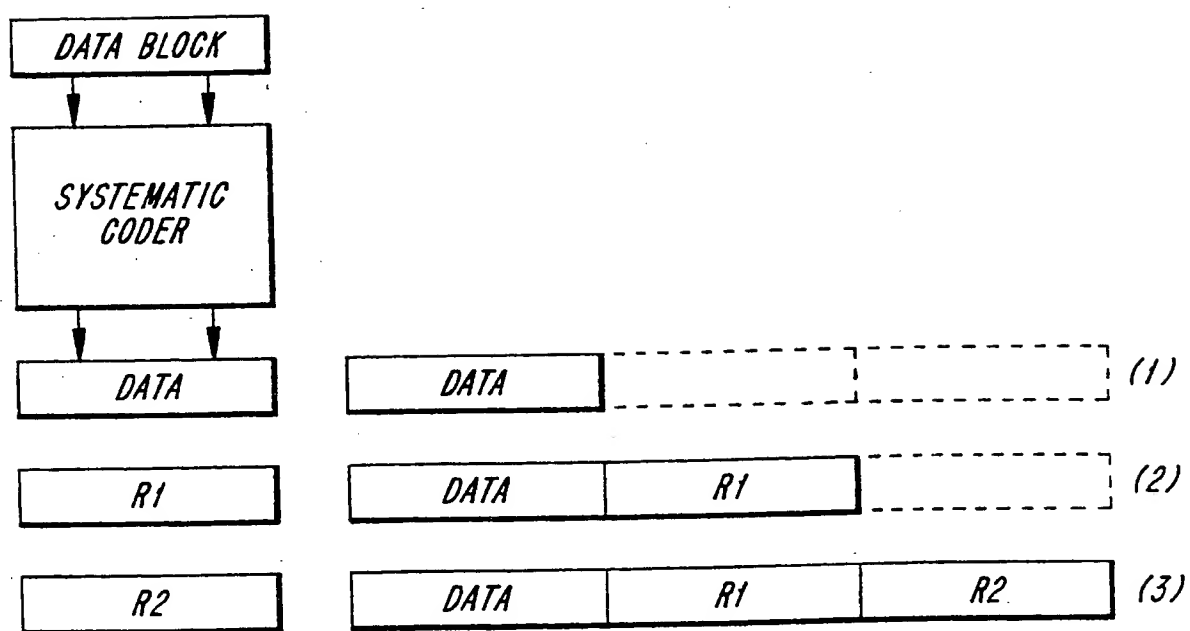 DATA BLOCK
SYSTEMATIC
CODER
DATA DATA (1)
R1 DATA R1 (2)
R2 DATA R1 R2 (3)